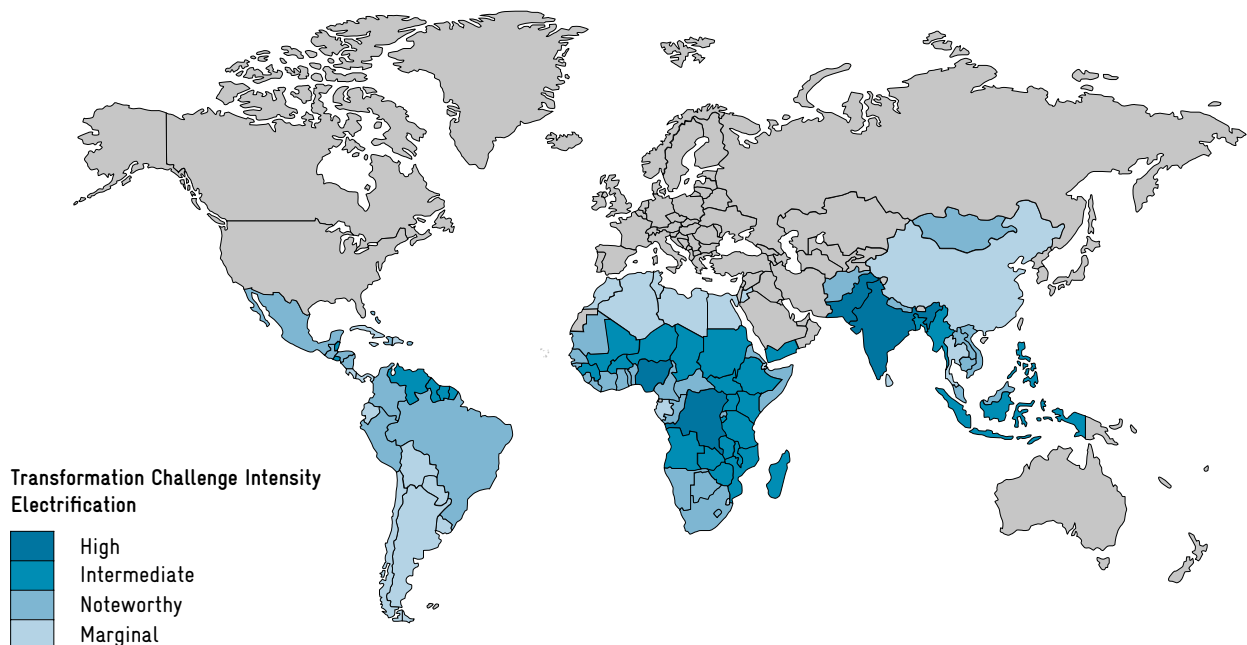 Transformation Challenge Intensity
Electrification
High
Intermediate
Noteworthy
Marginal